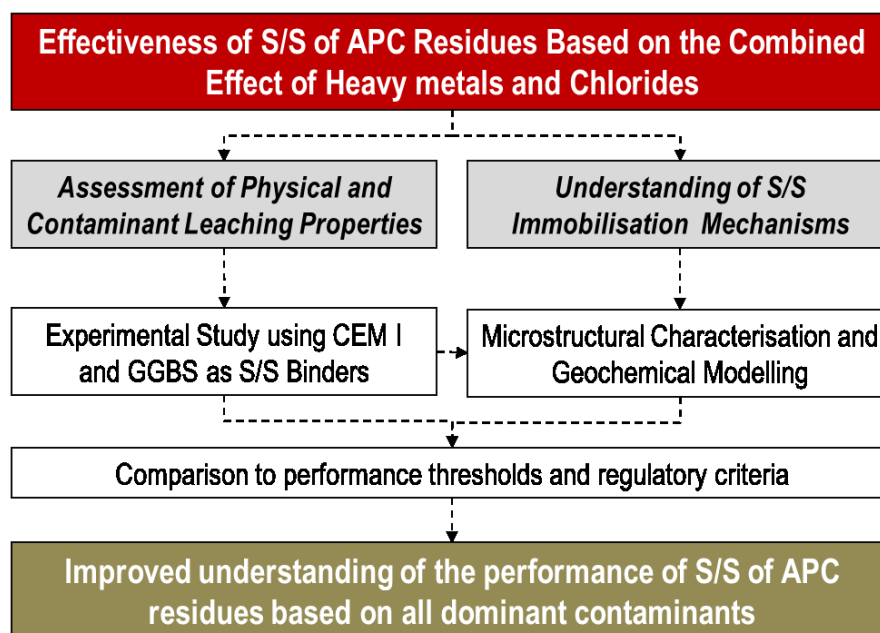 Effectiveness of S/S of APC Residues Based on the Combined
Effect of Heavy metals and Chlorides
Assessment of Physical and
Contaminant Leaching Properties
Understanding of S/S
Immobilisation Mechanisms
Experimental Study using CEM I
and GGBS as S/S Binders
Microstructural Characterisation and
Geochemical Modelling
Comparison to performance thresholds and regulatory criteria
Improved understanding of the performance of S/S of APC
residues based on all dominant contaminants